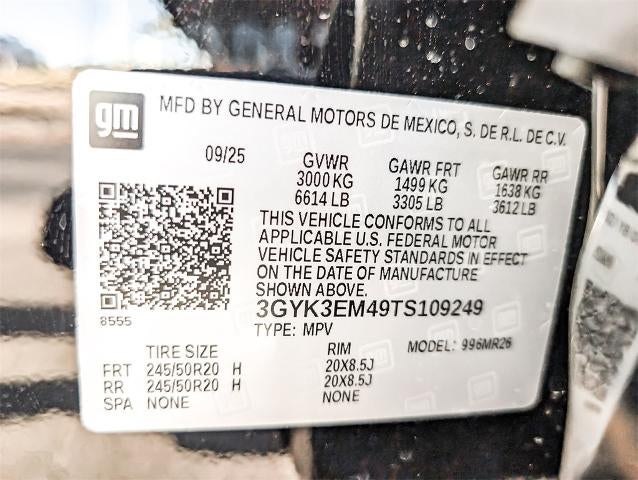 gm
MFD BY GENERAL MOTORS DE MEXICO, S. DE R.L. DE C.V.
09/25 GVWR GAWR FRT GAWR RR
3000 KG 1499 KG 1638 KG
6614 LB 3305 LB 3612 LB
THIS VEHICLE CONFORMS TO ALL
APPLICABLE U.S. FEDERAL MOTOR
VEHICLE SAFETY STANDARDS IN EFFECT
ON THE DATE OF MANUFACTURE
SHOWN ABOVE.
8555
3GYK3EM49TS109249
TYPE: MPV
TIRE SIZE RIM MODEL: 996MR26
FRT 245/50R20 H 20X8.5J
RR 245/50R20 H 20X8.5J
SPA NONE NONE